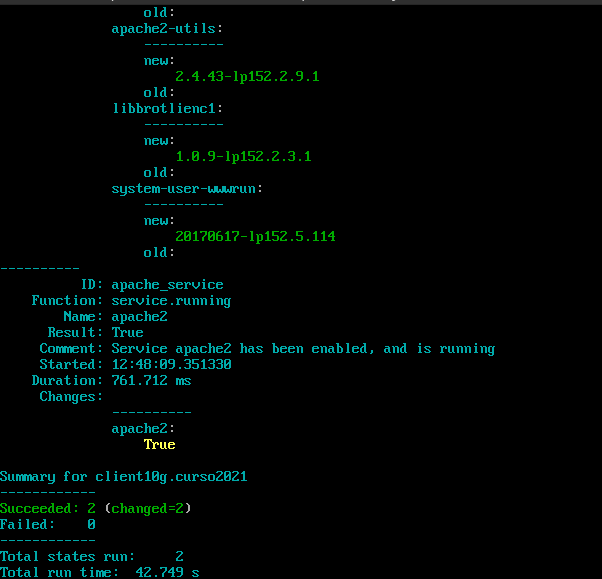 old:
apache2-utils:
----------
new:
2.4.43-lp152.2.9.1
old:
libbrotlienc1:
----------
new:
1.0.9-lp152.2.3.1
old:
system-user-wwwrun:
----------
new:
20170617-lp152.5.114
old:
----------
ID: apache_service
Function: service.running
Name: apache2
Result: True
Comment: Service apache2 has been enabled, and is running
Started: 12:48:09.351330
Duration: 761.712 ms
Changes:
----------
apache2:
True
Summary for client10g.curso2021
------------
Succeeded: 2 (changed=2)
Failed: 0
------------
Total states run: 2
Total run time: 42.749 s